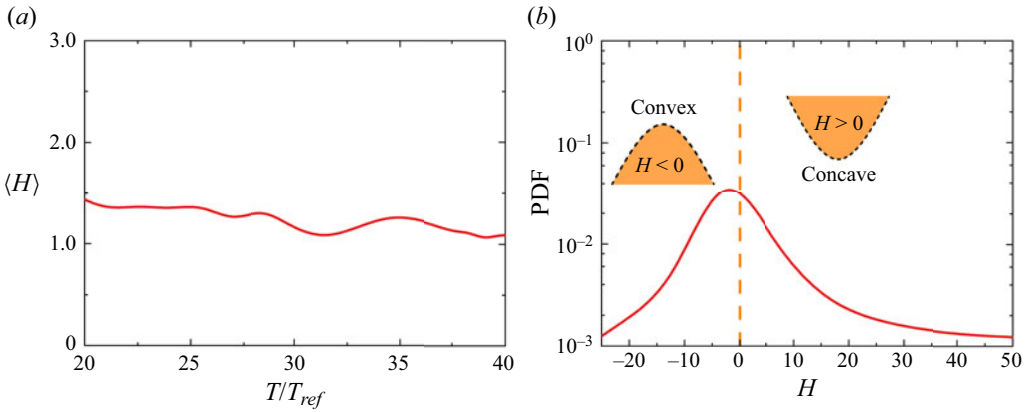 (a)
3.0
2.0
⟨H⟩
1.0
0
20
25
30
35
40
T/T_ref
(b)
10^0
10^−1
PDF
10^−2
10^−3
Convex
H < 0
H > 0
Concave
−20
−10
0
10
20
30
40
50
H